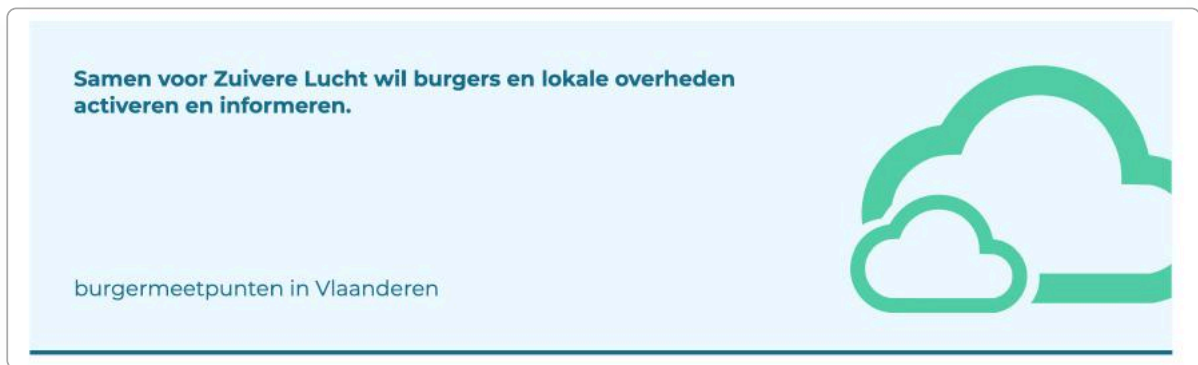 Samen voor Zuivere Lucht wil burgers en lokale overheden
activeren en informeren.
burgermeetpunten in Vlaanderen